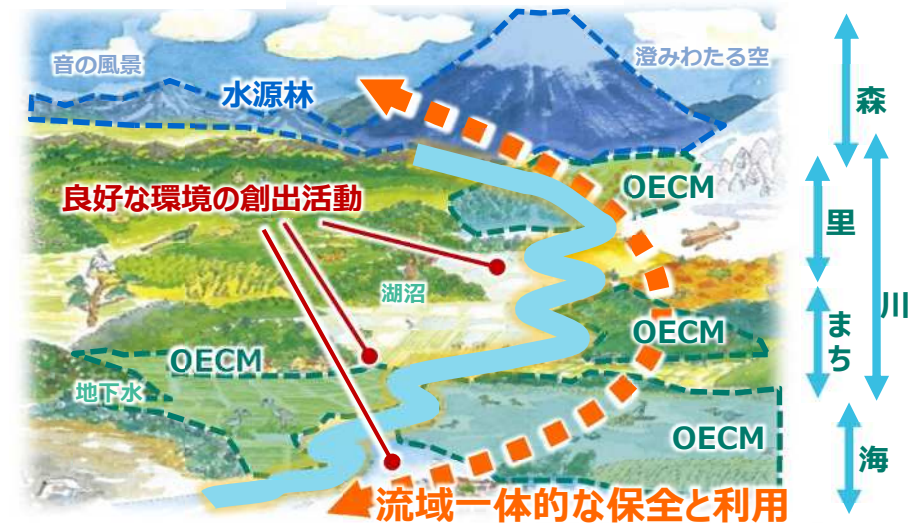 音の風景
澄みわたる空
水源林
森
OECM
良好な環境の創出活動
里
湖沼
川
OECM
まち
OECM
地下水
OECM
海
流域一体的な保全と利用